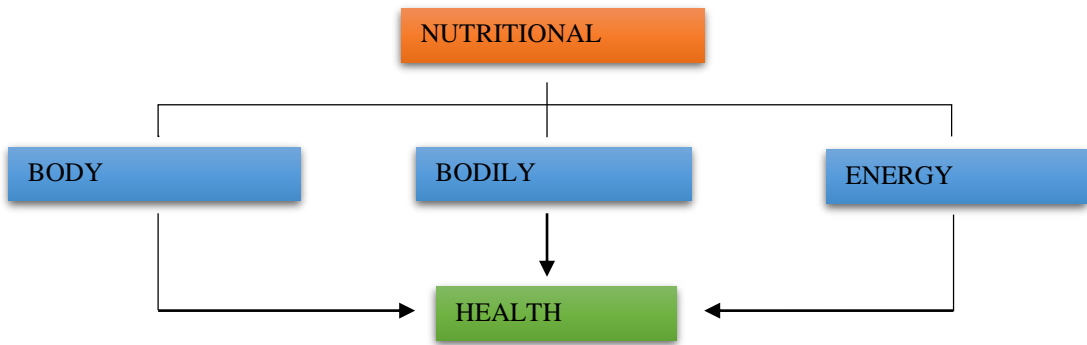 NUTRITIONAL
BODY
BODILY
ENERGY
HEALTH